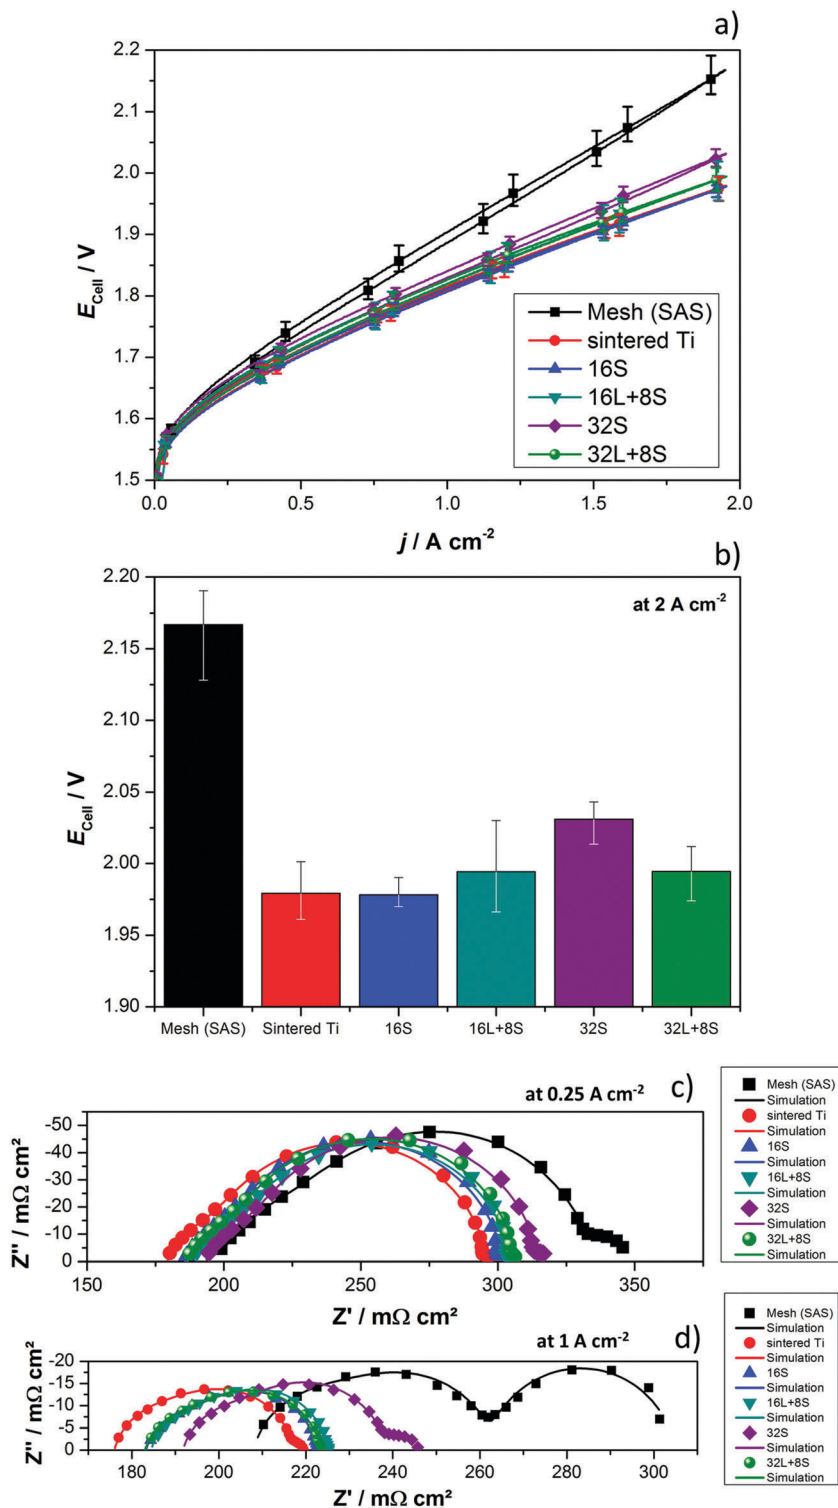 a)
2.2
2.1
2.0
1.9
1.8
1.7
1.6
1.5
E_Cell / V
Mesh (SAS)
sintered Ti
16S
16L+8S
32S
32L+8S
0.0 0.5 1.0 1.5 2.0
j / A cm⁻²
b)
at 2 A cm⁻²
2.20
2.15
2.10
2.05
2.00
1.95
1.90
E_Cell / V
Mesh (SAS) Sintered Ti 16S 16L+8S 32S 32L+8S
c)
at 0.25 A cm⁻²
-50
-40
-30
-20
-10
0
Z'' / mΩ cm²
150 200 250 300 350
Z' / mΩ cm²
Mesh (SAS)
Simulation
sintered Ti
Simulation
16S
Simulation
16L+8S
Simulation
32S
Simulation
32L+8S
Simulation
d)
at 1 A cm⁻²
-20
-15
-10
-5
0
Z'' / mΩ cm²
180 200 220 240 260 280 300
Z' / mΩ cm²
Mesh (SAS)
Simulation
sintered Ti
Simulation
16S
Simulation
16L+8S
Simulation
32S
Simulation
32L+8S
Simulation